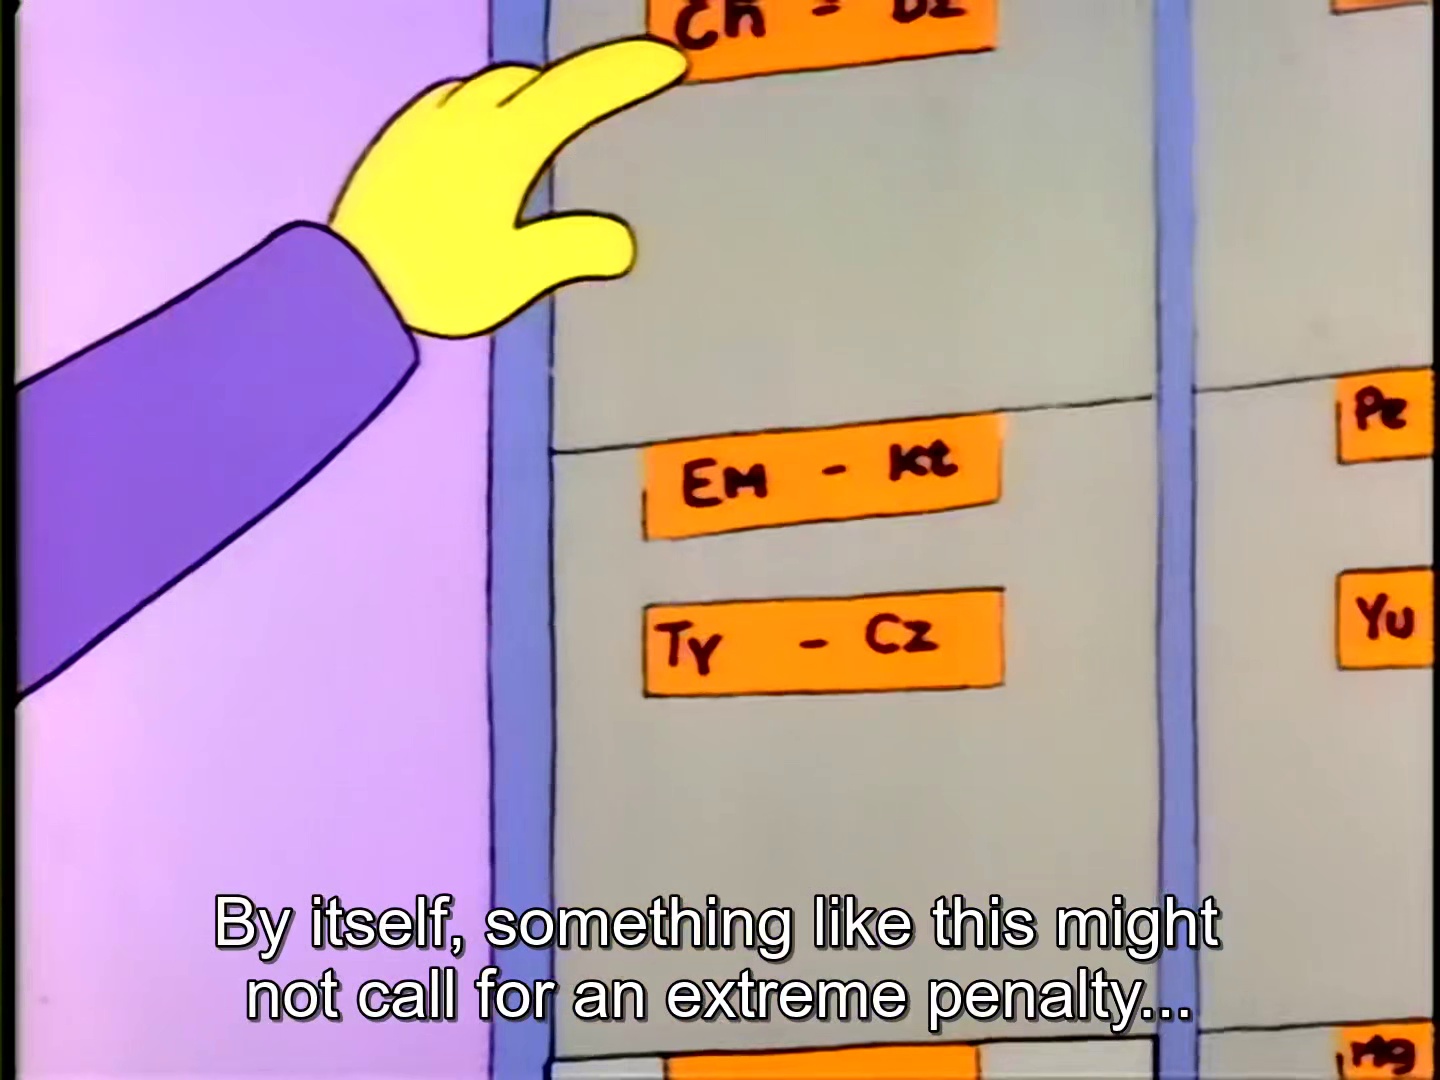 Em - Kt
Pe
Ty - Cz
Yu
By itself, something like this might
not call for an extreme penalty...